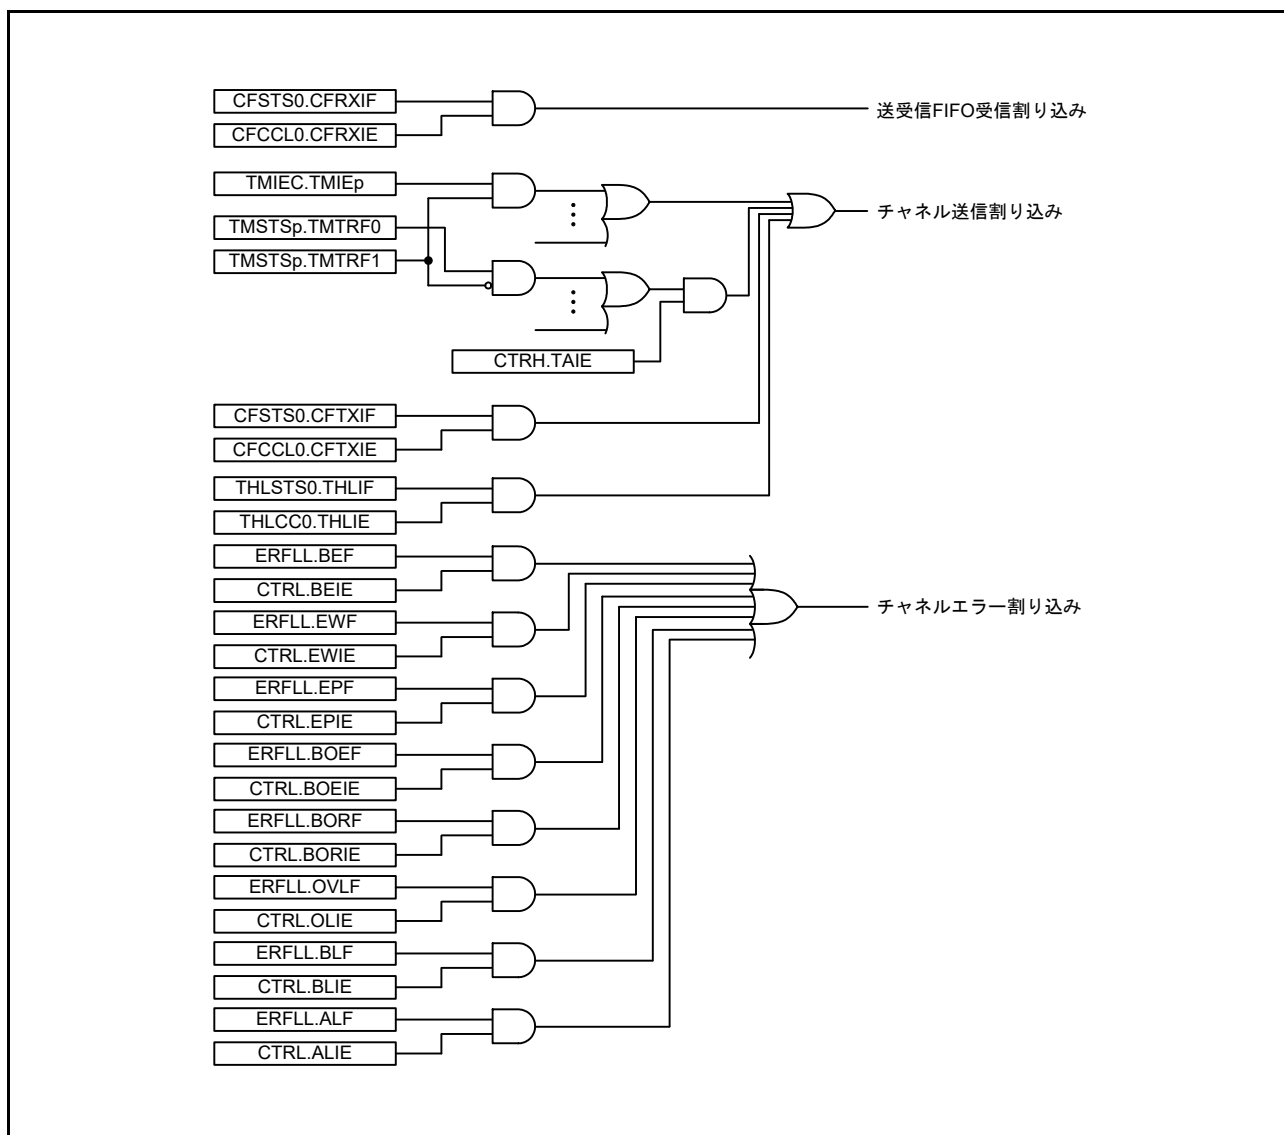 CFSTS0.CFRXIF
CFCCL0.CFRXIE
送受信FIFO受信割り込み
TMIEC.TMIEp
TMSTSp.TMTRF0
TMSTSp.TMTRF1
チャネル送信割り込み
CTRH.TAIE
CFSTS0.CFTXIF
CFCCL0.CFTXIE
THLSTS0.THLIF
THLCC0.THLIE
ERFLL.BEF
CTRL.BEIE
ERFLL.EWF
CTRL.EWIE
チャネルエラー割り込み
ERFLL.EPF
CTRL.EPIE
ERFLL.BOEF
CTRL.BOEIE
ERFLL.BORF
CTRL.BORIE
ERFLL.OVLF
CTRL.OLIE
ERFLL.BLF
CTRL.BLIE
ERFLL.ALF
CTRL.ALIE